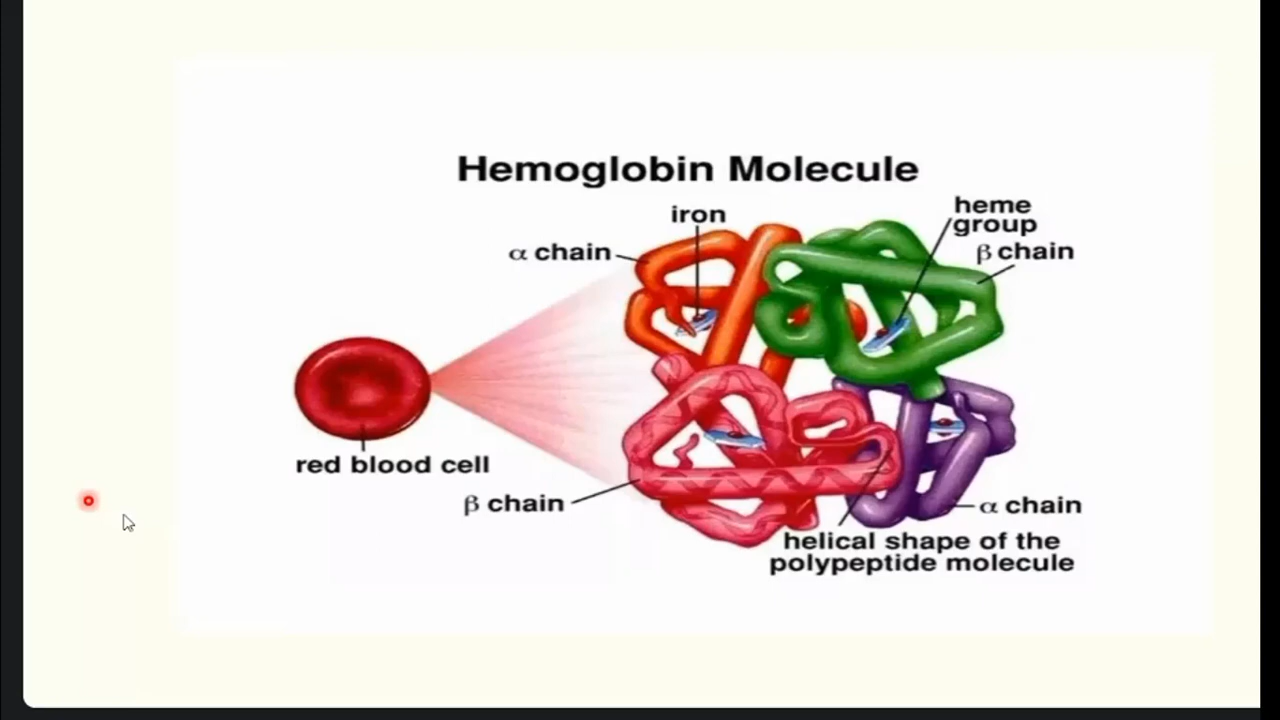 Hemoglobin Molecule
iron
heme
group
α chain
β chain
red blood cell
β chain
α chain
helical shape of the
polypeptide molecule